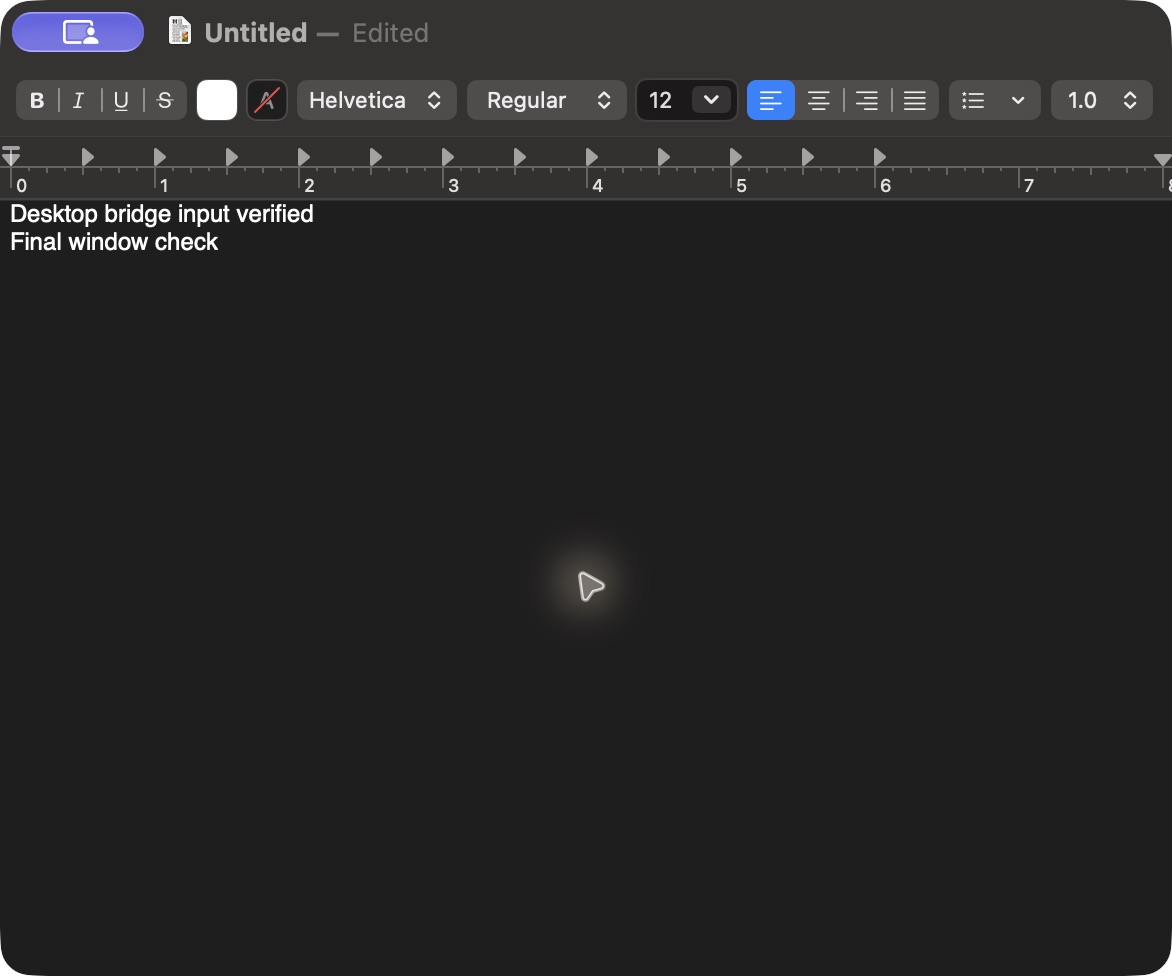 Untitled — Edited
B I U S Helvetica Regular 12 1.0
0 1 2 3 4 5 6 7
Desktop bridge input verified
Final window check